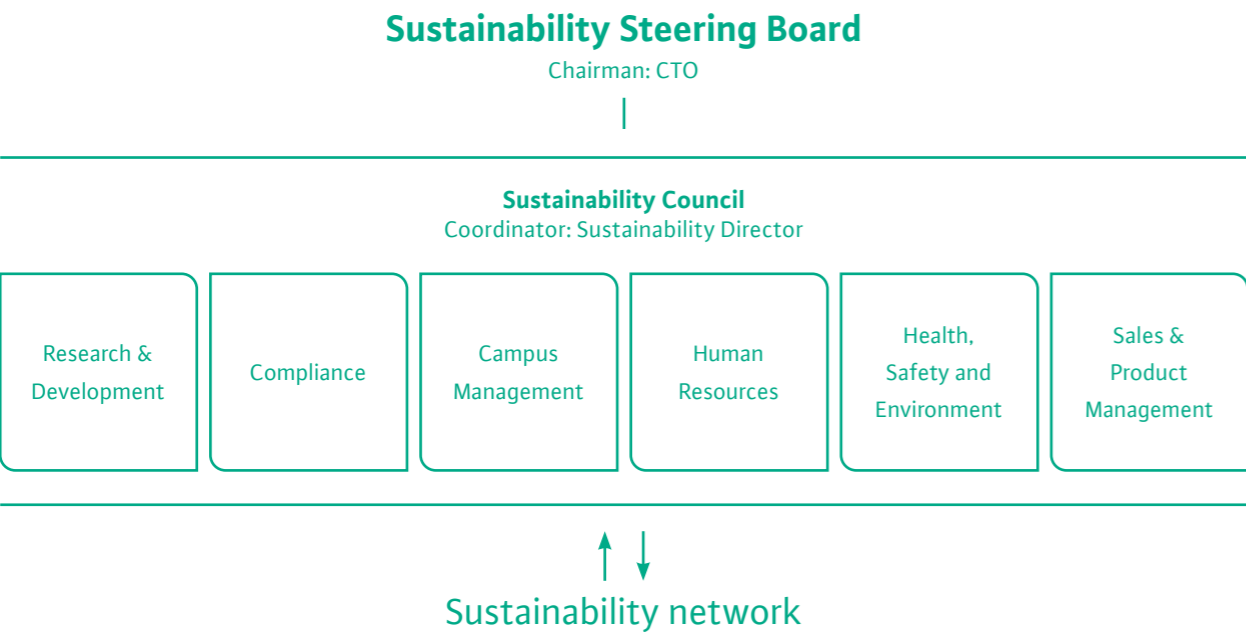 Sustainability Steering Board
Chairman: CTO
Sustainability Council
Coordinator: Sustainability Director
Research &
Development
Compliance
Campus
Management
Human
Resources
Health,
Safety and
Environment
Sales &
Product
Management
Sustainability network